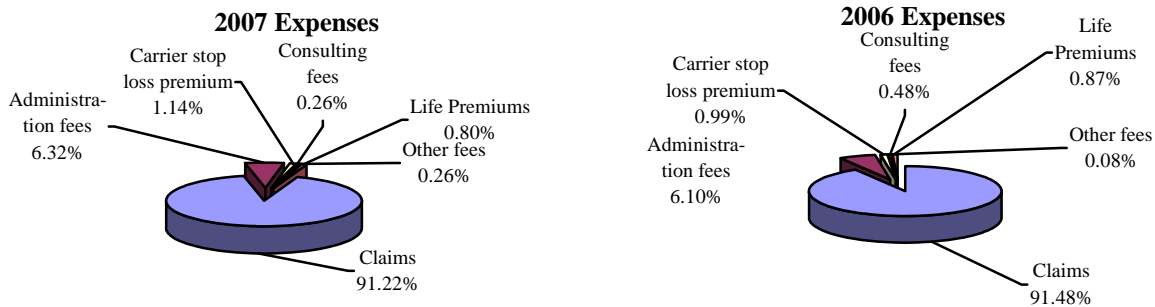 2007 Expenses
Carrier stop
loss premium
1.14%
Consulting
fees
0.26%
Administra-
tion fees
6.32%
Life Premiums
0.80%
Other fees
0.26%
Claims
91.22%
2006 Expenses
Carrier stop
loss premium
0.99%
Consulting
fees
0.48%
Life
Premiums
0.87%
Administra-
tion fees
6.10%
Other fees
0.08%
Claims
91.48%